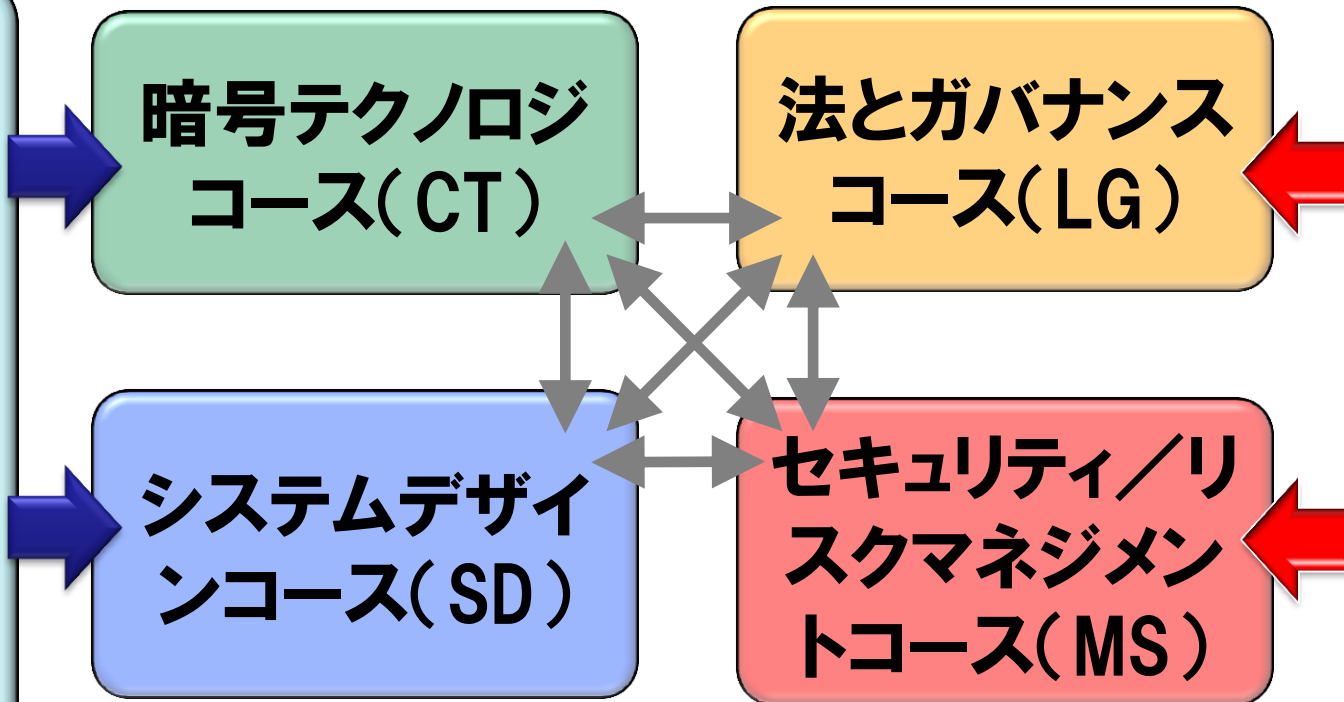 暗号テクノロジ
コース(CT)
法とガバナンス
コース(LG)
システムデザイ
ンコース(SD)
セキュリティ／リ
スクマネジメン
トコース(MS)